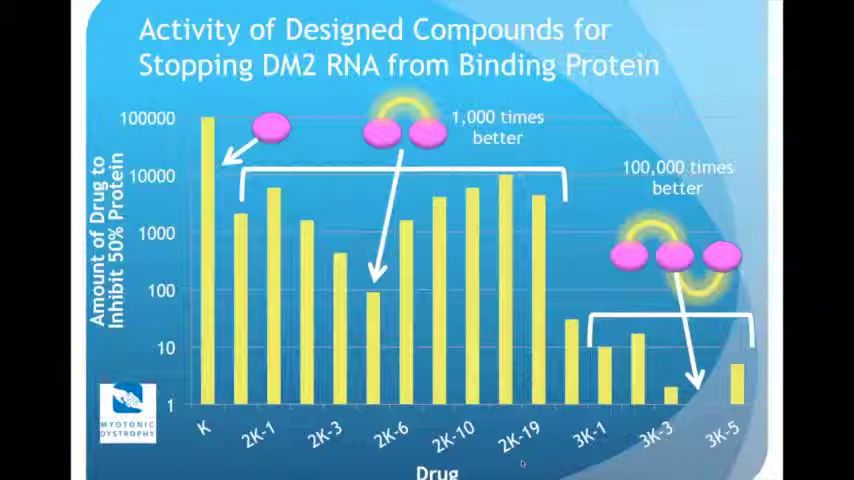 Activity of Designed Compounds for
Stopping DM2 RNA from Binding Protein
1,000 times
better
100,000 times
better
Amount of Drug to
Inhibit 50% Protein
100000
10000
1000
100
10
1
K
2K-1
2K-3
2K-6
2K-10
2K-19
3K-1
3K-3
3K-5
Drug
MYOTONIC
DYSTROPHY